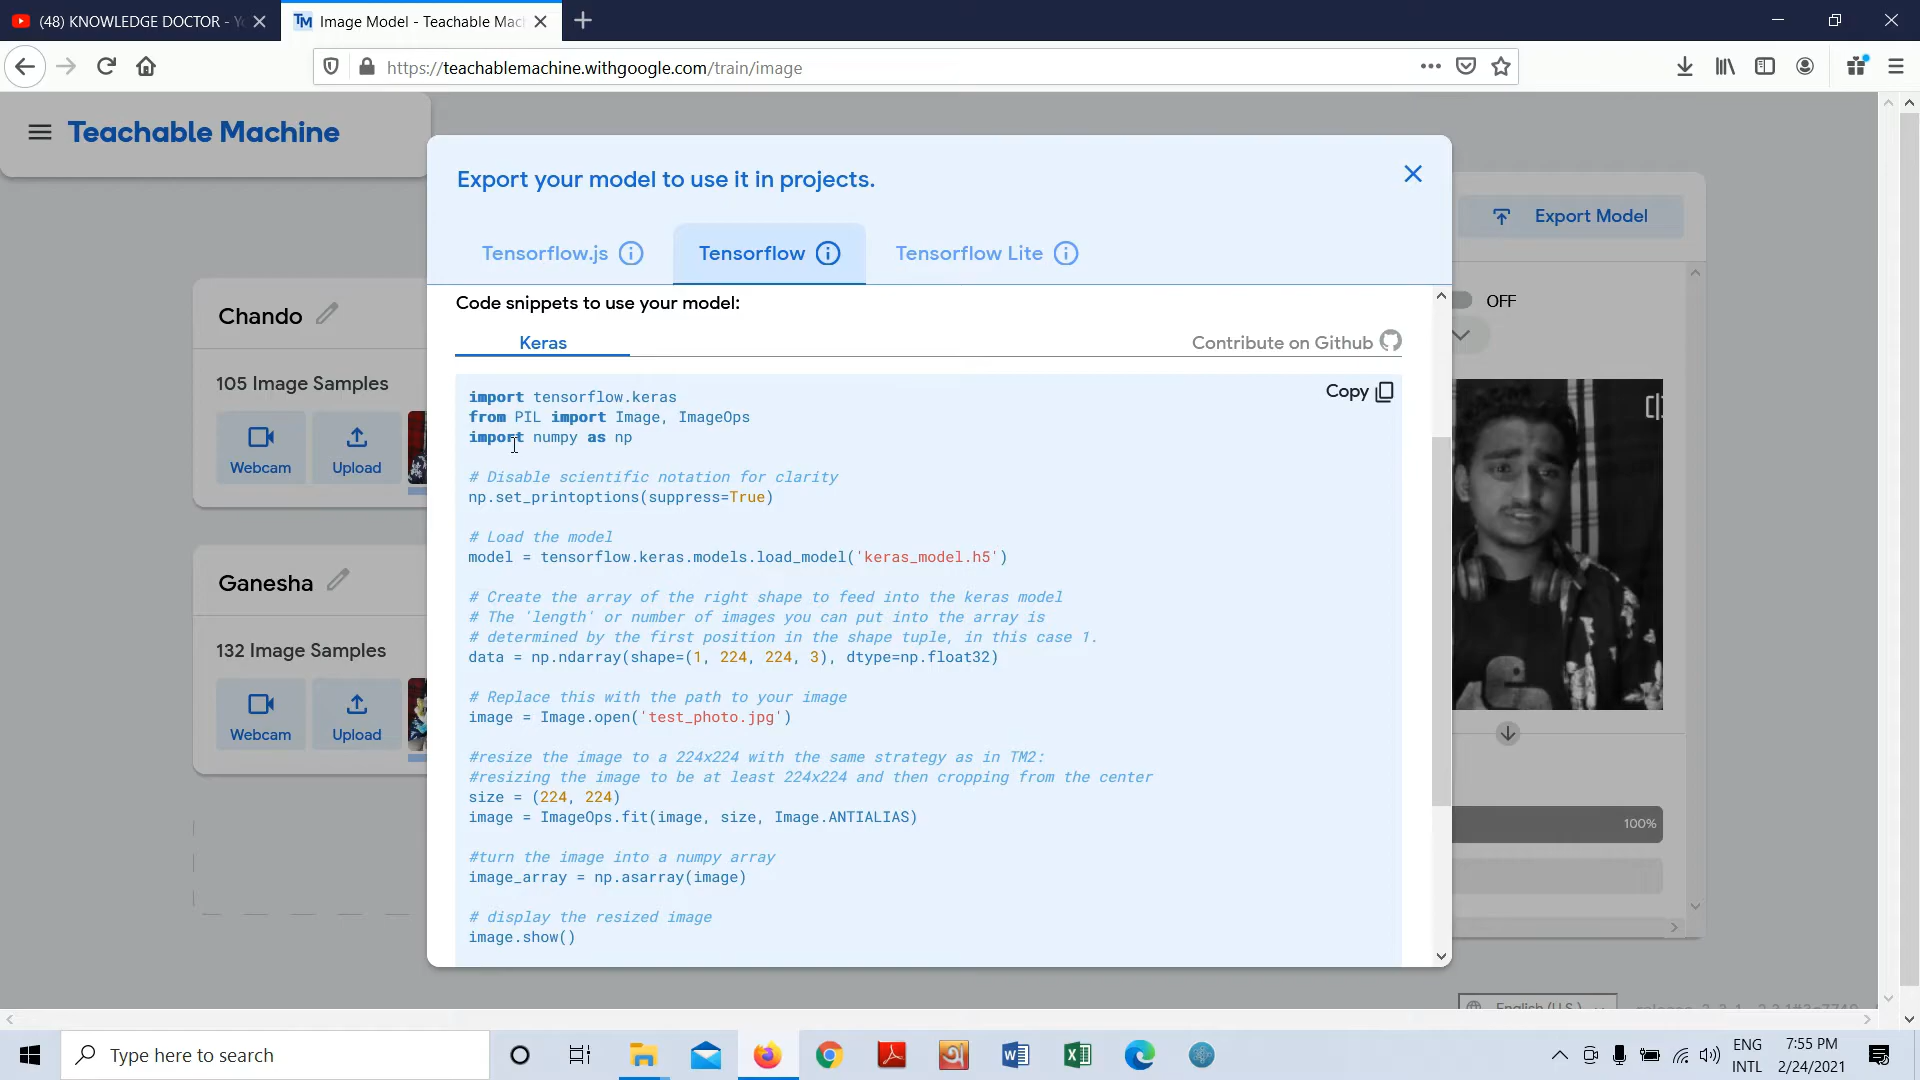 (48) KNOWLEDGE DOCTOR -
TM Image Model - Teachable Mac
https://teachablemachine.withgoogle.com/train/image
Teachable Machine
Export your model to use it in projects.
Export Model
Tensorflow.js
Tensorflow
Tensorflow Lite
Code snippets to use your model:
OFF
Keras
Contribute on Github
Copy
import tensorflow.keras
from PIL import Image, ImageOps
import numpy as np
# Disable scientific notation for clarity
np.set_printoptions(suppress=True)
# Load the model
model = tensorflow.keras.models.load_model('keras_model.h5')
# Create the array of the right shape to feed into the keras model
# The 'length' or number of images you can put into the array is
# determined by the first position in the shape tuple, in this case 1.
data = np.ndarray(shape=(1, 224, 224, 3), dtype=np.float32)
# Replace this with the path to your image
image = Image.open('test_photo.jpg')
#resize the image to a 224x224 with the same strategy as in TM2:
#resizing the image to be at least 224x224 and then cropping from the center
size = (224, 224)
image = ImageOps.fit(image, size, Image.ANTIALIAS)
#turn the image into a numpy array
image_array = np.asarray(image)
# display the resized image
image.show()
Chando
105 Image Samples
Webcam
Upload
Ganesha
132 Image Samples
Webcam
Upload
100%
English (U.S.)
Type here to search
ENG
INTL
7:55 PM
2/24/2021